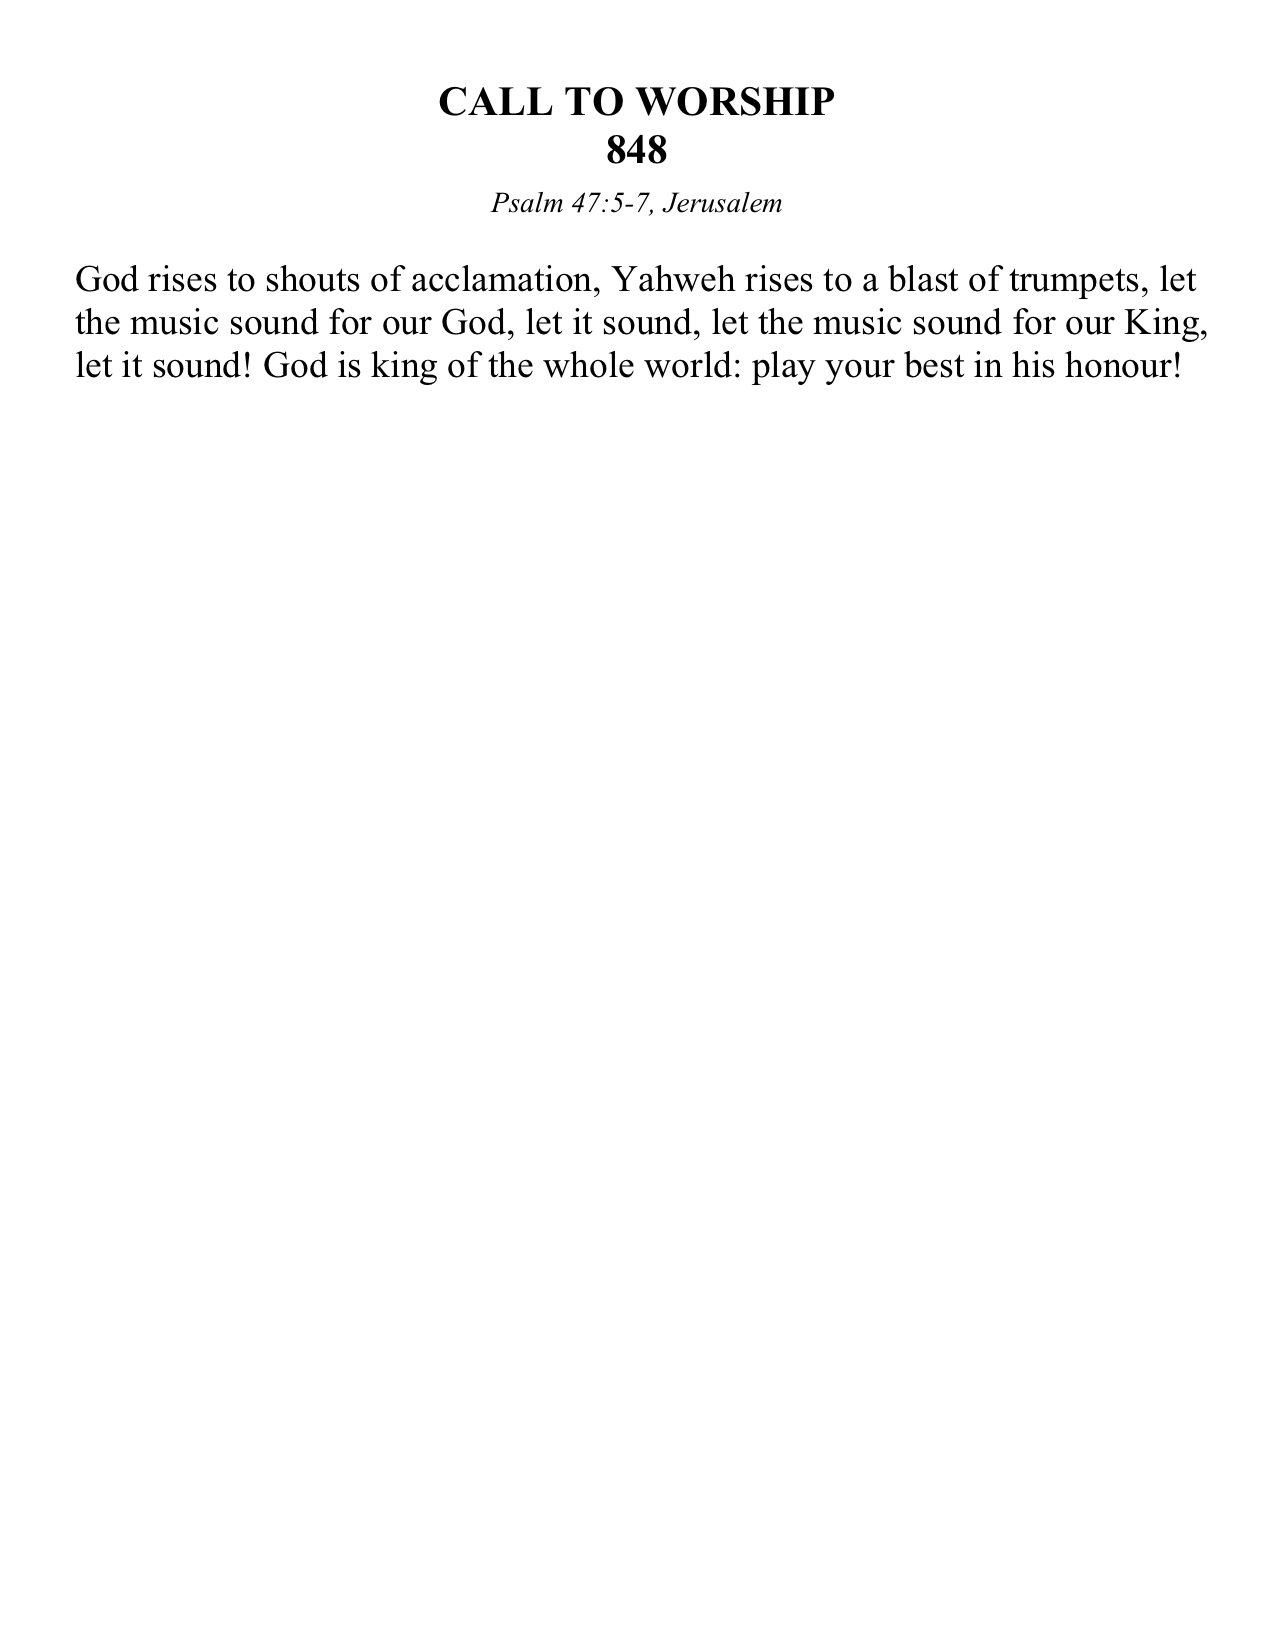 CALL TO WORSHIP
848
Psalm 47:5-7, Jerusalem
God rises to shouts of acclamation, Yahweh rises to a blast of trumpets, let
the music sound for our God, let it sound, let the music sound for our King,
let it sound! God is king of the whole world: play your best in his honour!